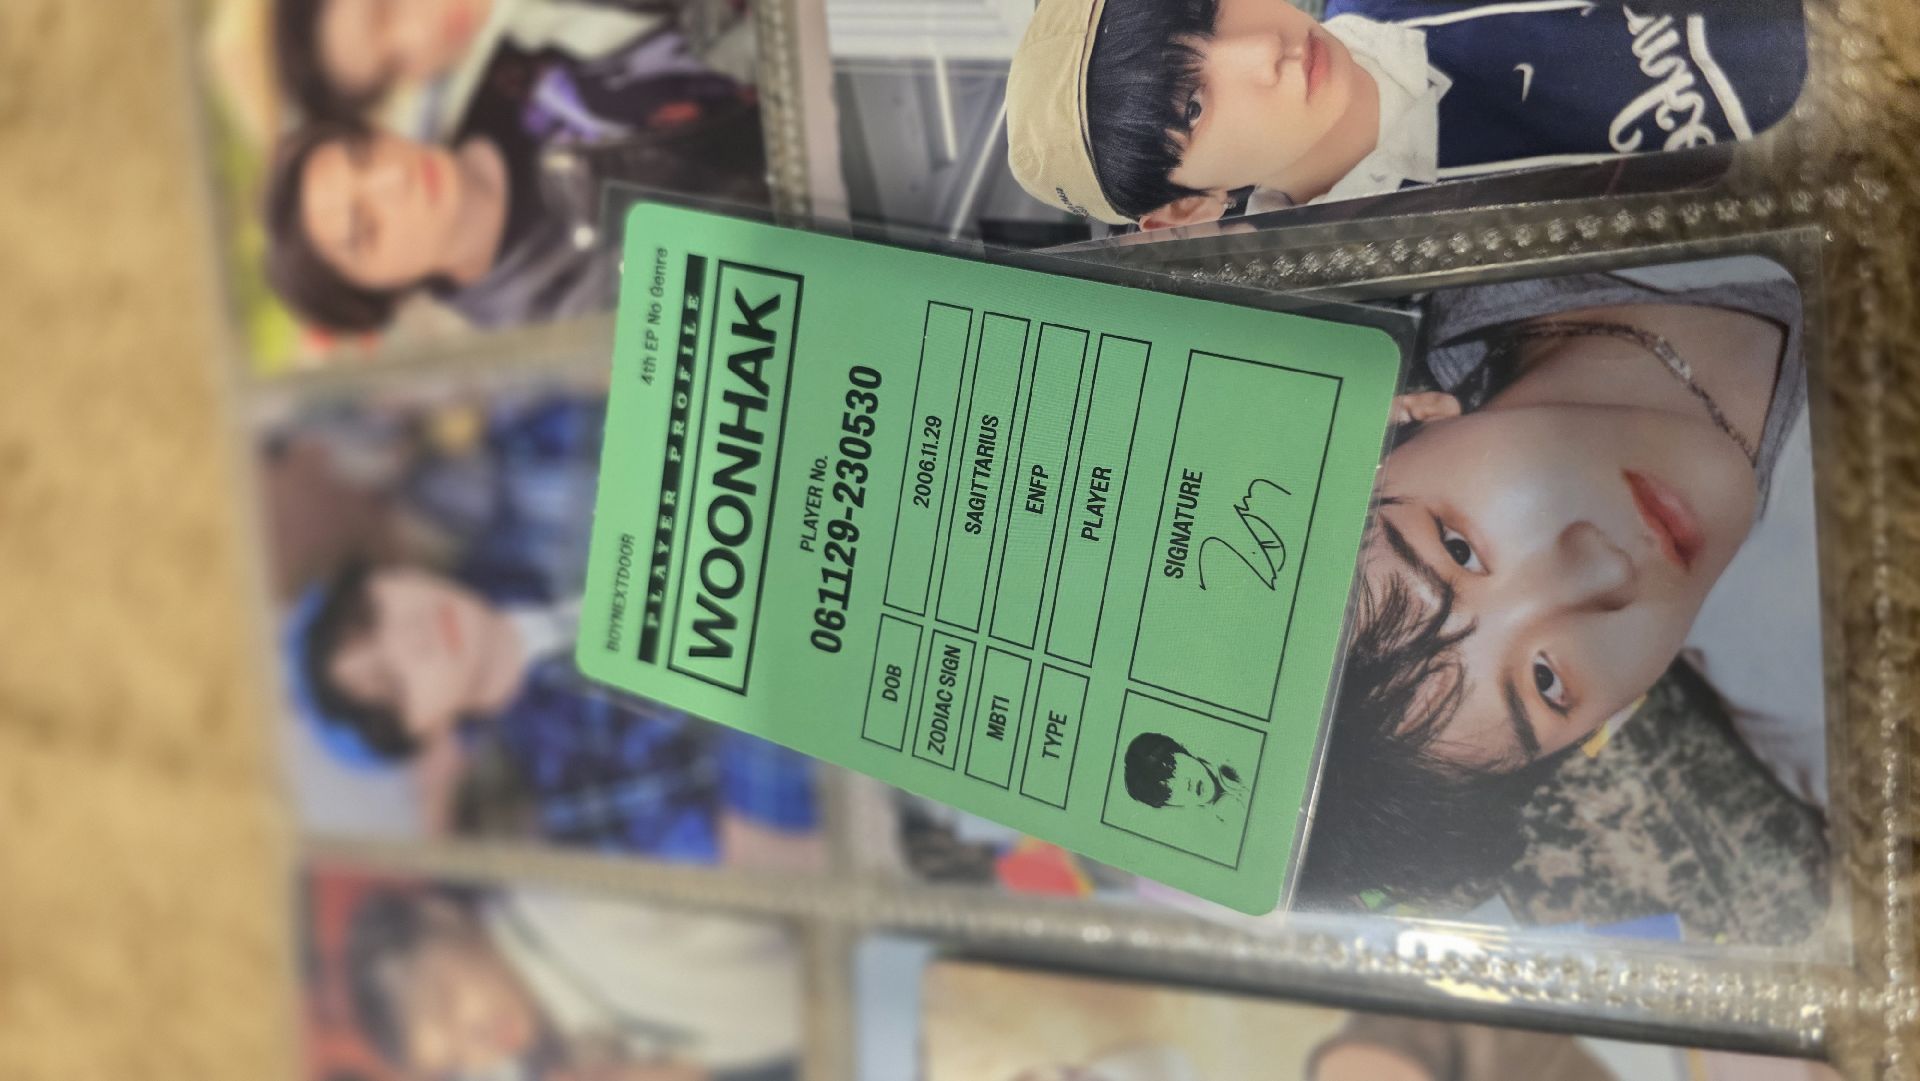 BOYNEXTDOOR 4th EP No Genre
PLAYER PROFILE
WOONHAK
PLAYER No.
061129-230530
DOB 2006.11.29
ZODIAC SIGN SAGITTARIUS
MBTI ENFP
TYPE PLAYER
SIGNATURE